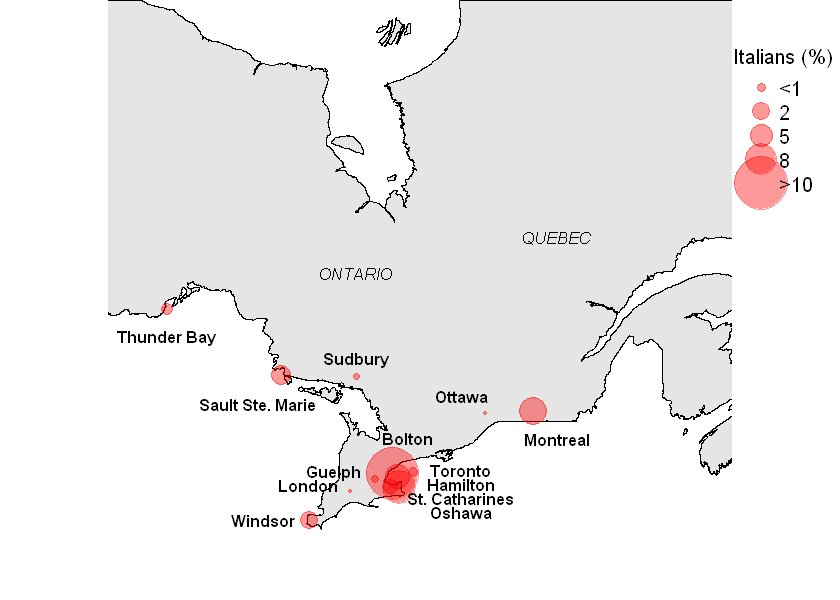 Italians (%)
<1
2
5
8
>10
QUEBEC
ONTARIO
Thunder Bay
Sudbury
Sault Ste. Marie
Ottawa
Bolton
Montreal
Guelph
Toronto
London
Hamilton
St. Catharines
Oshawa
Windsor